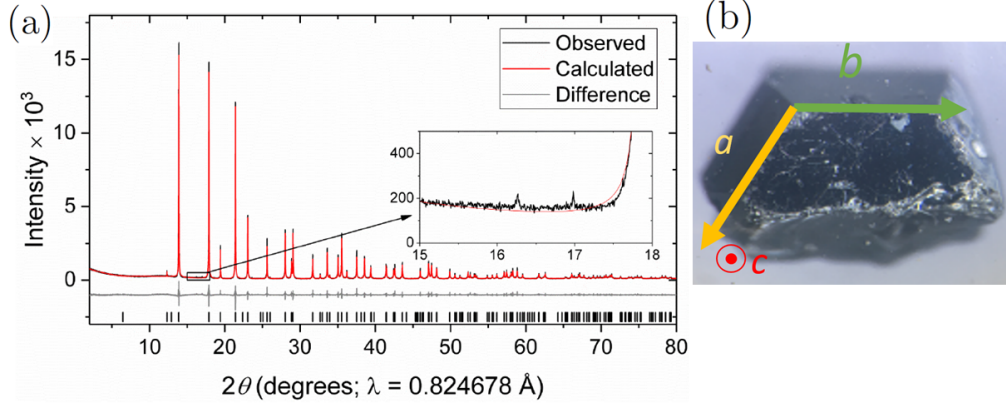 (a)
Intensity × 10³
15
10
5
0
Observed
Calculated
Difference
400
200
0
15 16 17 18
10 20 30 40 50 60 70 80
2θ (degrees; λ = 0.824678 Å)
(b)
b
a
c